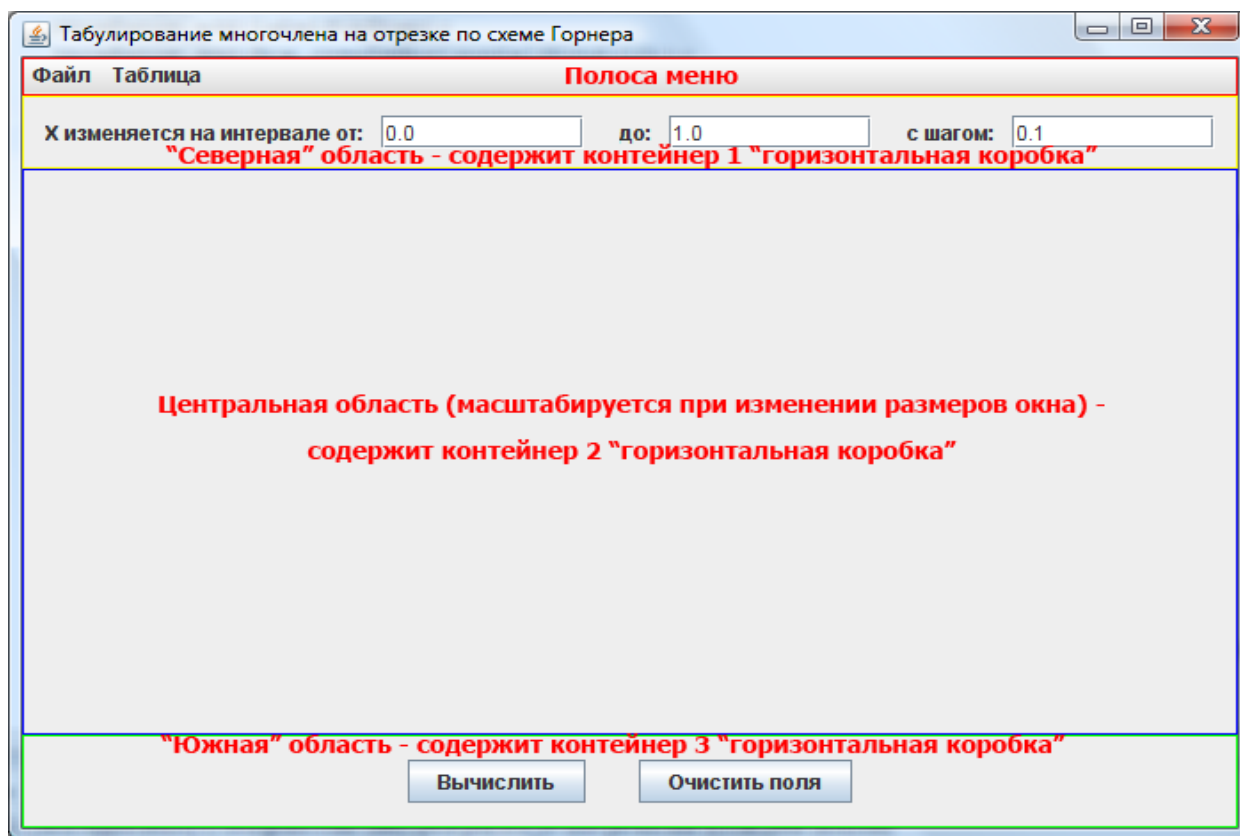 Табулирование многочлена на отрезке по схеме Горнера
Файл Таблица Полоса меню
X изменяется на интервале от: 0.0 до: 1.0 с шагом: 0.1
“Северная” область - содержит контейнер 1 “горизонтальная коробка”
Центральная область (масштабируется при изменении размеров окна) -
содержит контейнер 2 “горизонтальная коробка”
“Южная” область - содержит контейнер 3 “горизонтальная коробка”
Вычислить Очистить поля